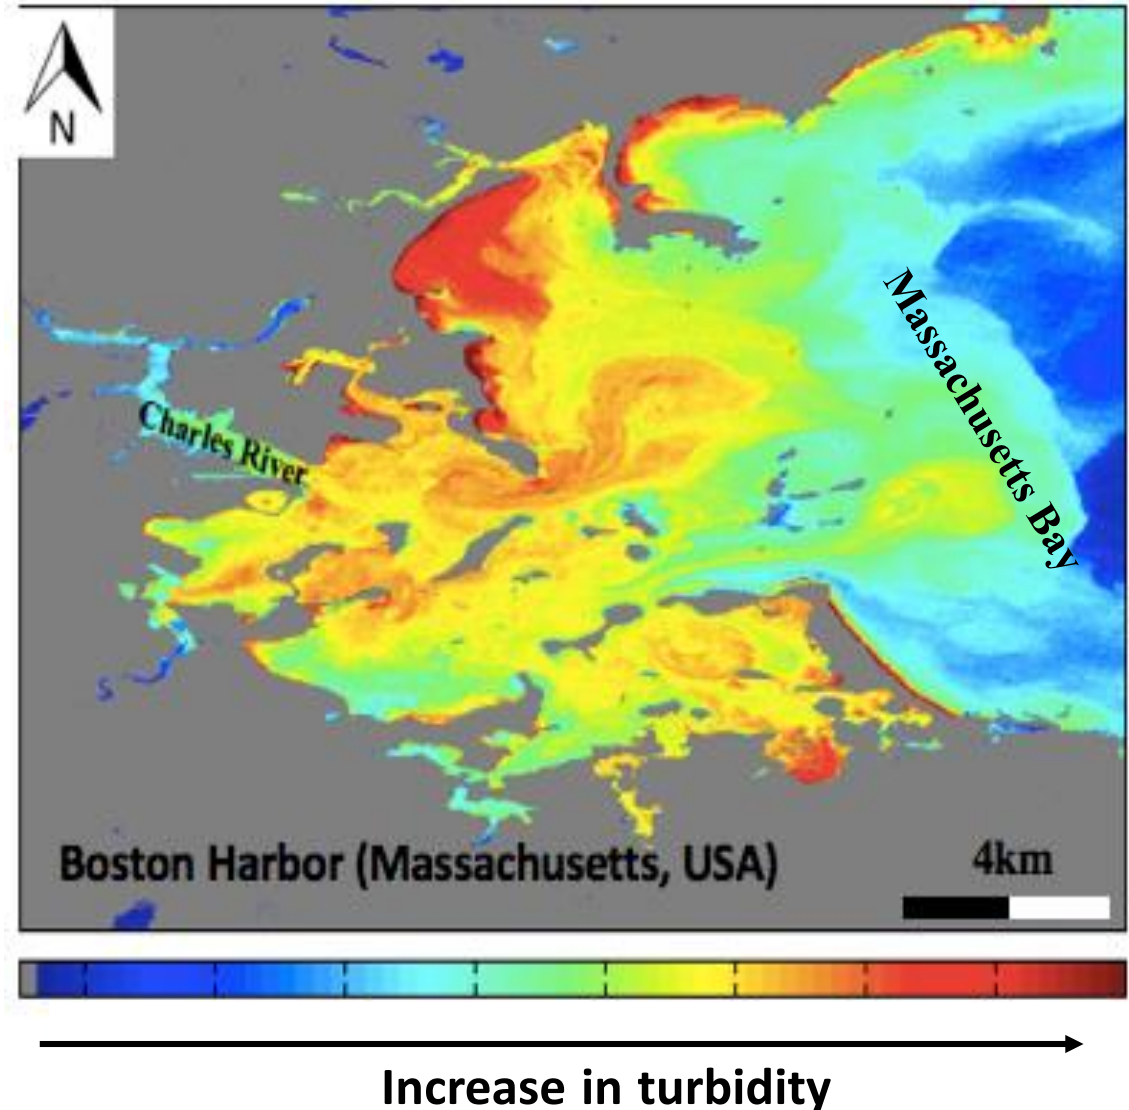 N
Massachusetts Bay
Charles River
Boston Harbor (Massachusetts, USA)
4km
Increase in turbidity